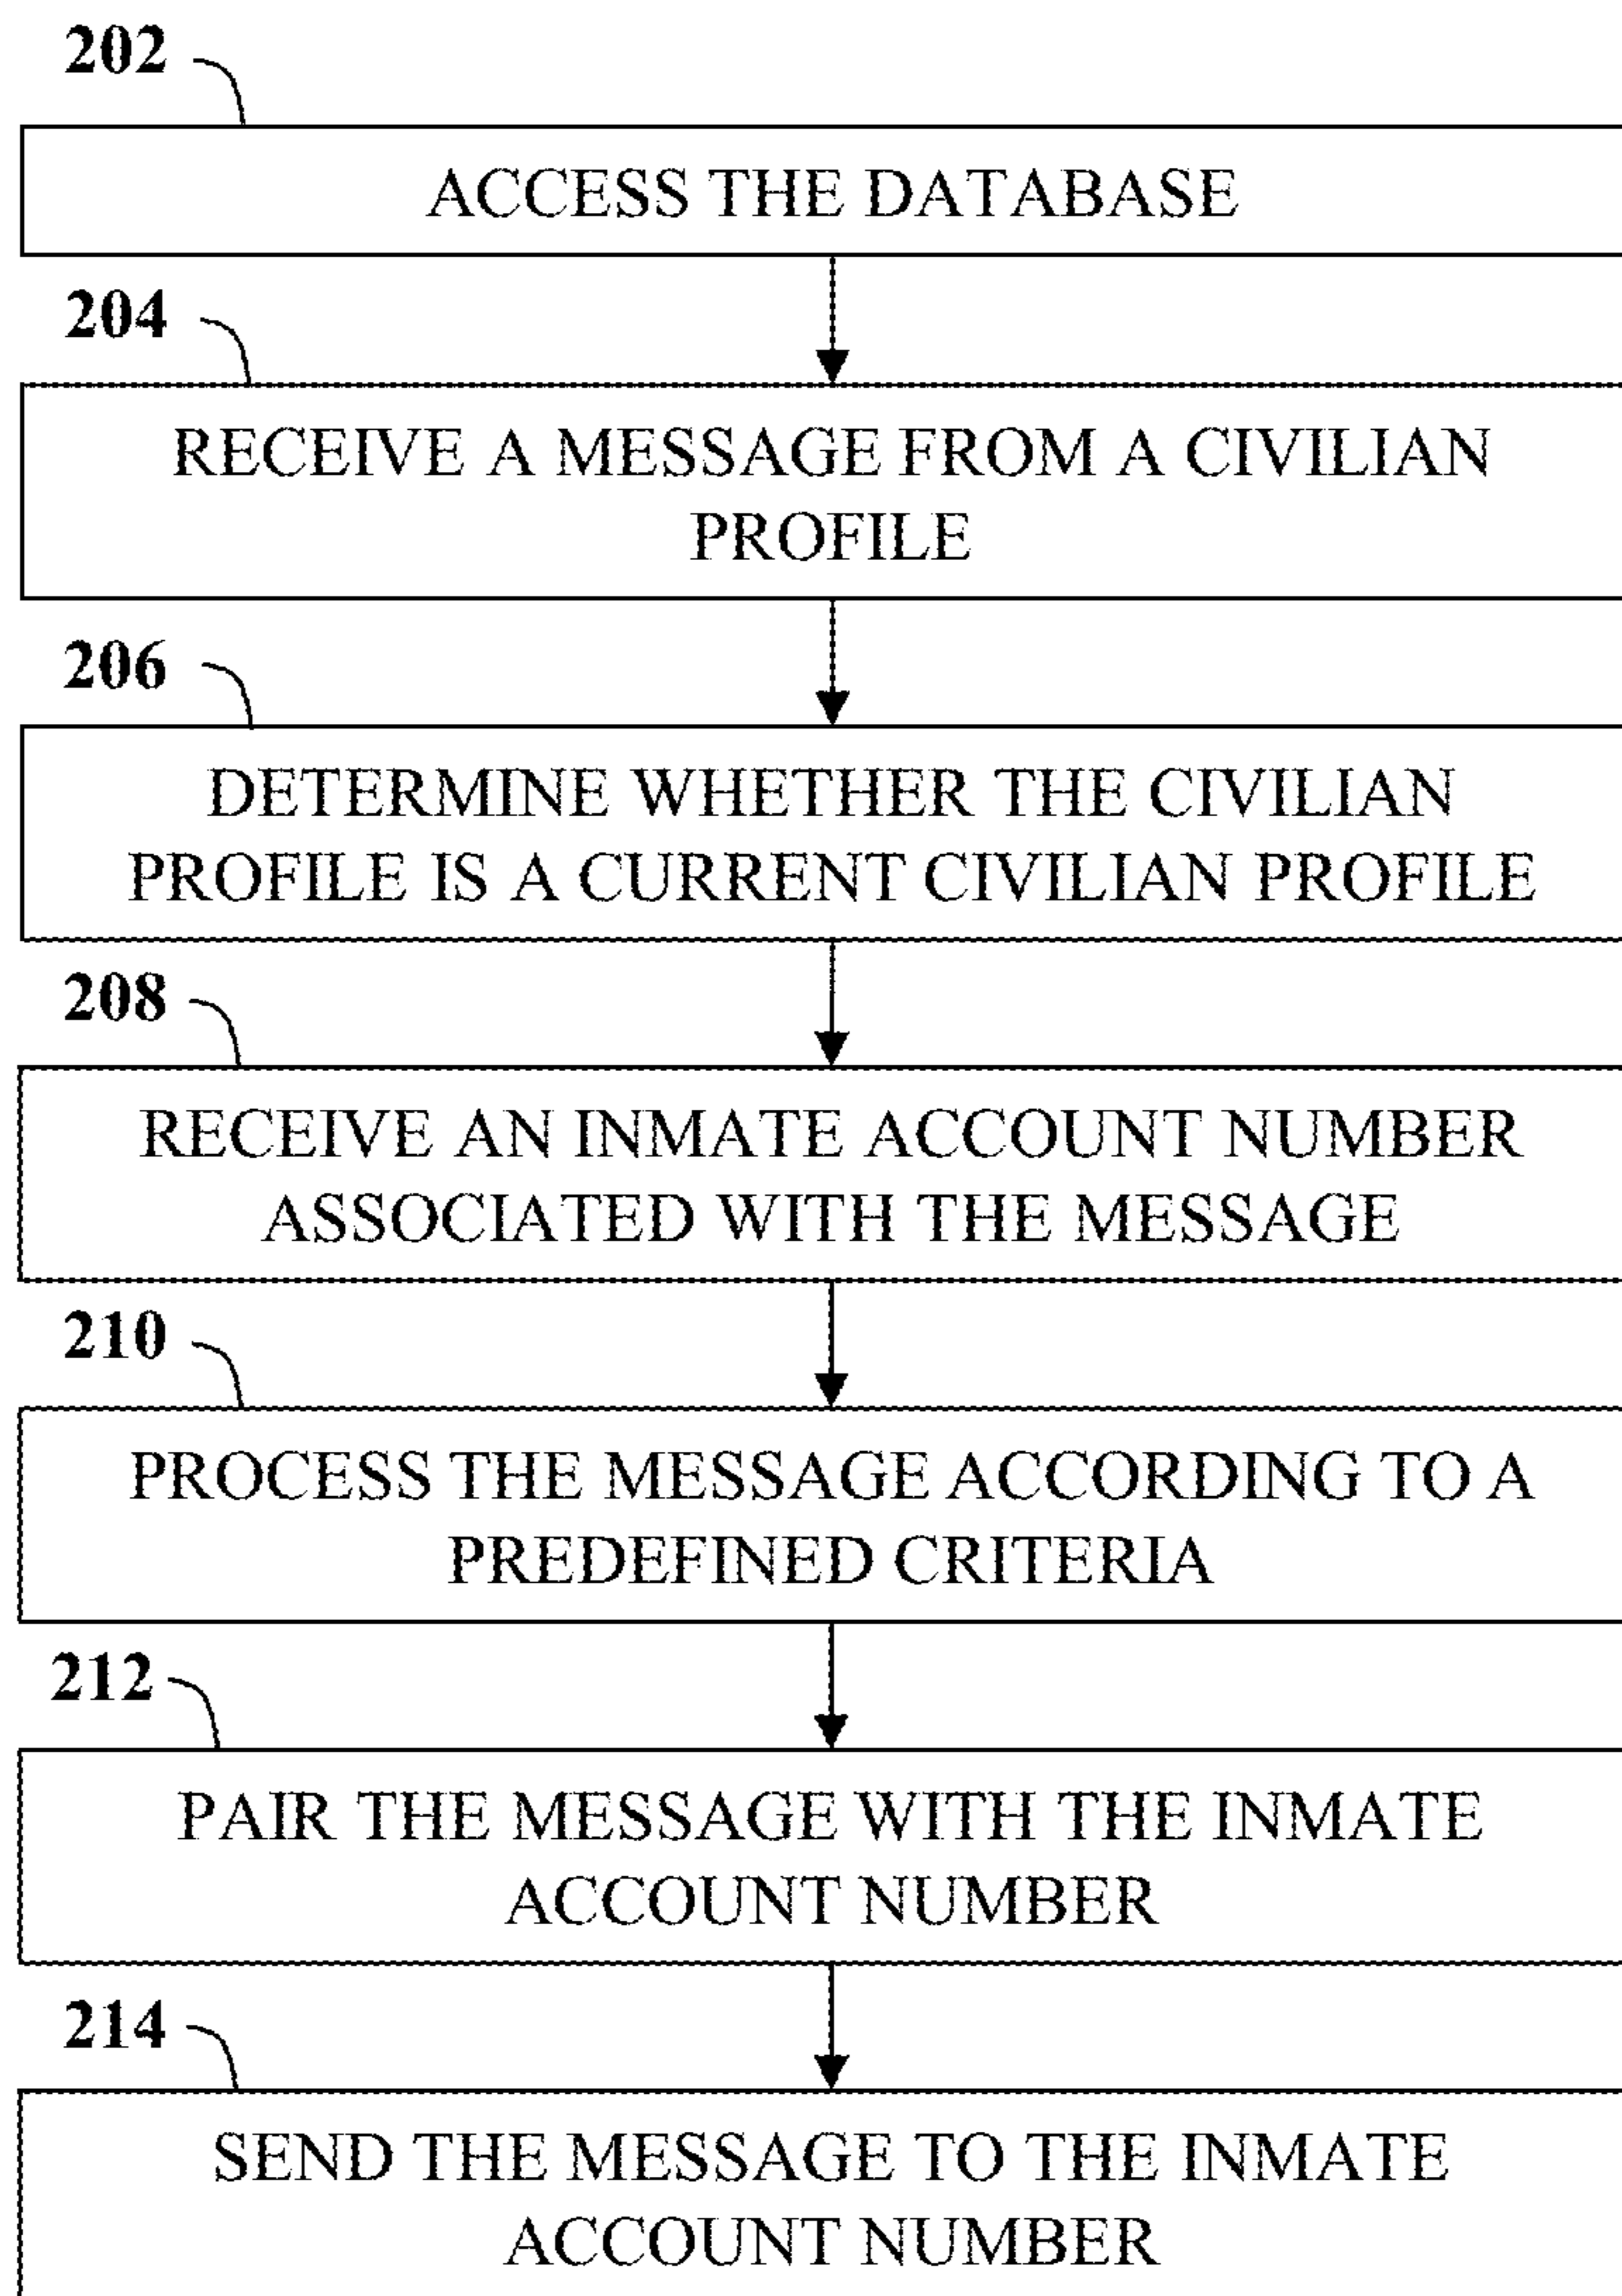 202
ACCESS THE DATABASE
204
RECEIVE A MESSAGE FROM A CIVILIAN
PROFILE
206
DETERMINE WHETHER THE CIVILIAN
PROFILE IS A CURRENT CIVILIAN PROFILE
208
RECEIVE AN INMATE ACCOUNT NUMBER
ASSOCIATED WITH THE MESSAGE
210
PROCESS THE MESSAGE ACCORDING TO A
PREDEFINED CRITERIA
212
PAIR THE MESSAGE WITH THE INMATE
ACCOUNT NUMBER
214
SEND THE MESSAGE TO THE INMATE
ACCOUNT NUMBER